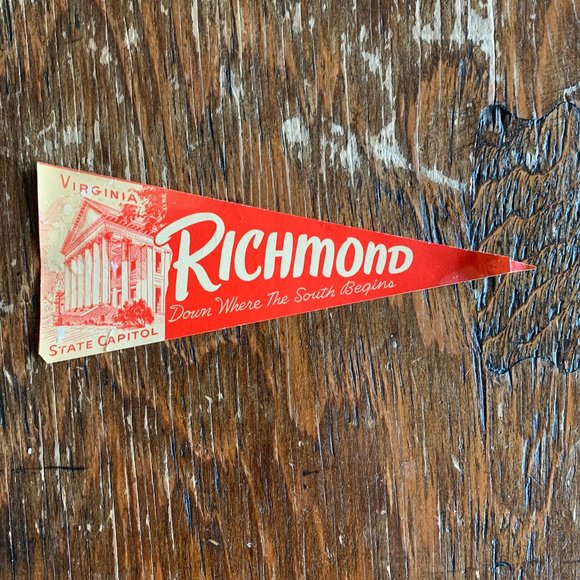 VIRGINIA
RICHMOND
Down Where The South Begins
STATE CAPITOL